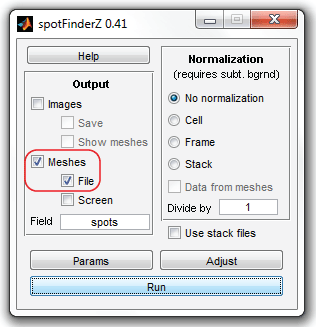 spotFinderZ 0.41
Help
Output
Images
Save
Show meshes
Meshes
File
Screen
Field spots
Normalization
(requires subt. bgrnd)
No normalization
Cell
Frame
Stack
Data from meshes
Divide by 1
Use stack files
Params
Adjust
Run